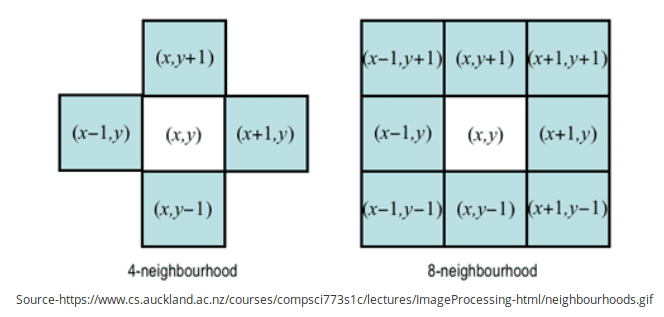 (x,y+1)
(x−1,y) (x,y) (x+1,y)
(x,y−1)
4-neighbourhood
(x−1,y+1) (x,y+1) (x+1,y+1)
(x−1,y) (x,y) (x+1,y)
(x−1,y−1) (x,y−1) (x+1,y−1)
8-neighbourhood
Source-https://www.cs.auckland.ac.nz/courses/compsci773s1c/lectures/ImageProcessing-html/neighbourhoods.gif